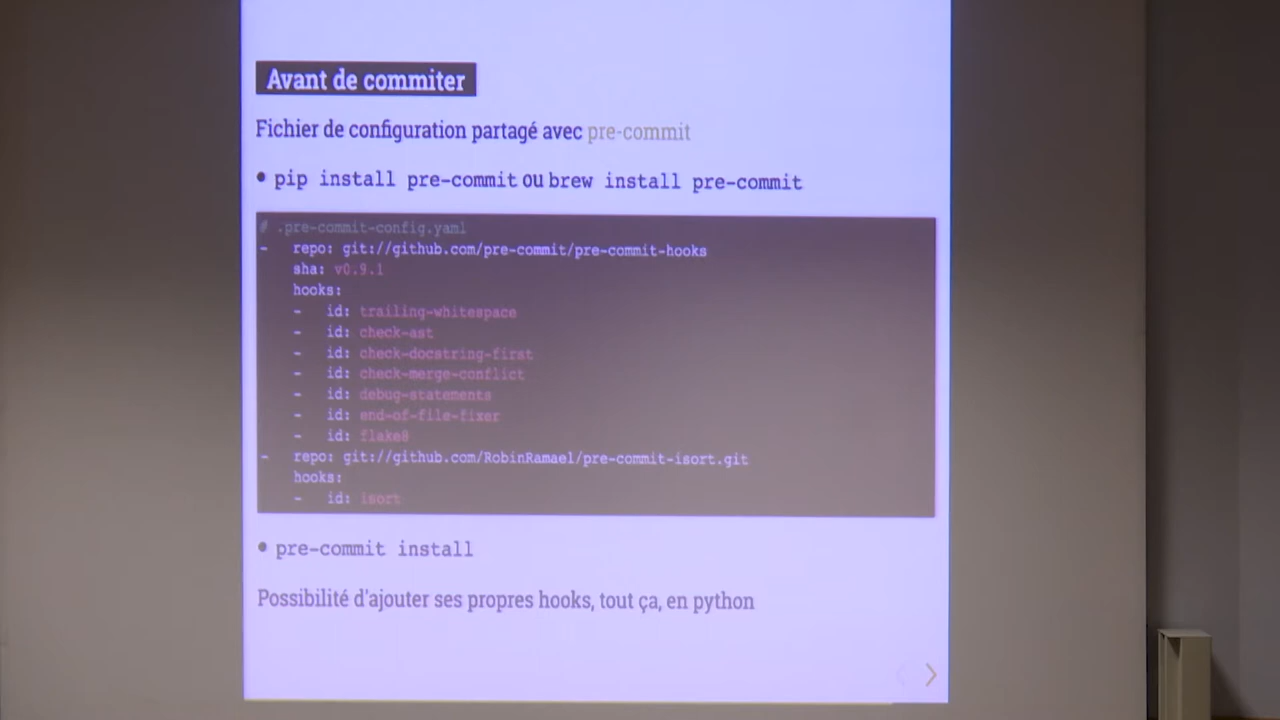 Avant de commiter
Fichier de configuration partagé avec pre-commit
• pip install pre-commit ou brew install pre-commit
# .pre-commit-config.yaml
- repo: git://github.com/pre-commit/pre-commit-hooks
sha: v0.9.1
hooks:
- id: trailing-whitespace
- id: check-ast
- id: check-docstring-first
- id: check-merge-conflict
- id: debug-statements
- id: end-of-file-fixer
- id: flake8
- repo: git://github.com/RobinRamael/pre-commit-isort.git
hooks:
- id: isort
• pre-commit install
Possibilité d'ajouter ses propres hooks, tout ça, en python